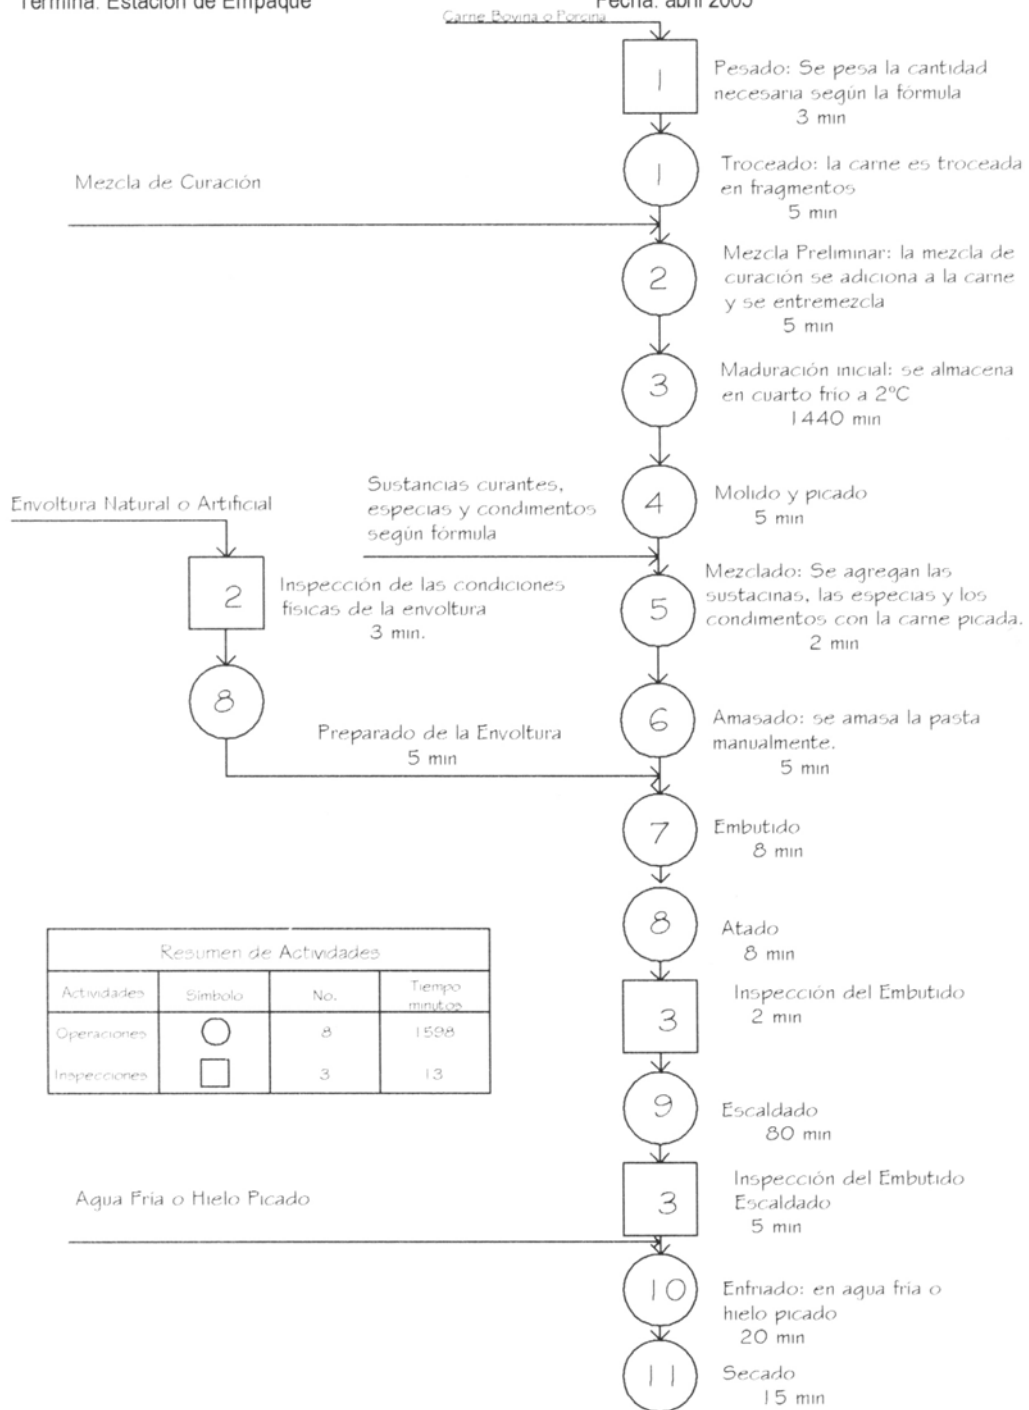 Termina: Estación de Empaque
Fecha: abril 2005
Carne Bovina o Porcina
1
Pesado: Se pesa la cantidad
necesaria según la fórmula
3 min
1
Troceado: la carne es troceada
en fragmentos
5 min
Mezcla de Curación
2
Mezcla Preliminar: la mezcla de
curación se adiciona a la carne
y se entremezcla
5 min
3
Maduración inicial: se almacena
en cuarto frío a 2ºC
1440 min
4
Molido y picado
5 min
Sustancias curantes,
especias y condimentos
según fórmula
Envoltura Natural o Artificial
2
Inspección de las condiciones
físicas de la envoltura
3 min.
5
Mezclado: Se agregan las
sustacinas, las especias y los
condimentos con la carne picada.
2 min
8
Preparado de la Envoltura
5 min
6
Amasado: se amasa la pasta
manualmente.
5 min
7
Embutido
8 min
8
Atado
8 min
Resumen de Actividades
Actividades Símbolo No. Tiempo
minutos
Operaciones 8 1598
Inspecciones 3 13
3
Inspección del Embutido
2 min
9
Escaldado
80 min
3
Inspección del Embutido
Escaldado
5 min
Agua Fría o Hielo Picado
10
Enfriado: en agua fría o
hielo picado
20 min
11
Secado
15 min